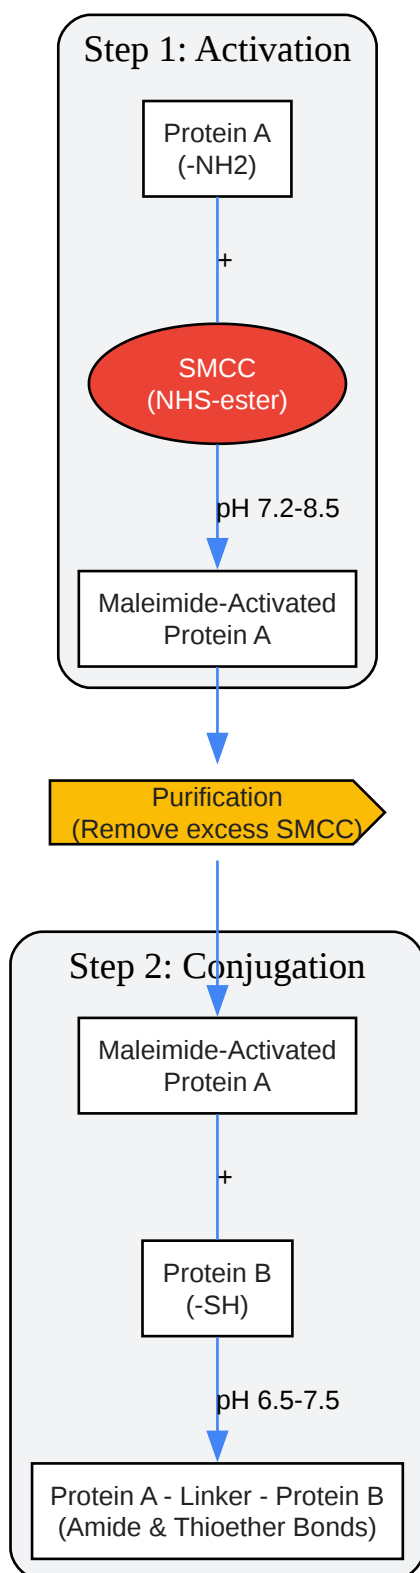 Step 1: Activation
Protein A
(-NH2)
+
SMCC
(NHS-ester)
pH 7.2-8.5
Maleimide-Activated
Protein A
Purification
(Remove excess SMCC)
Step 2: Conjugation
Maleimide-Activated
Protein A
+
Protein B
(-SH)
pH 6.5-7.5
Protein A - Linker - Protein B
(Amide & Thioether Bonds)